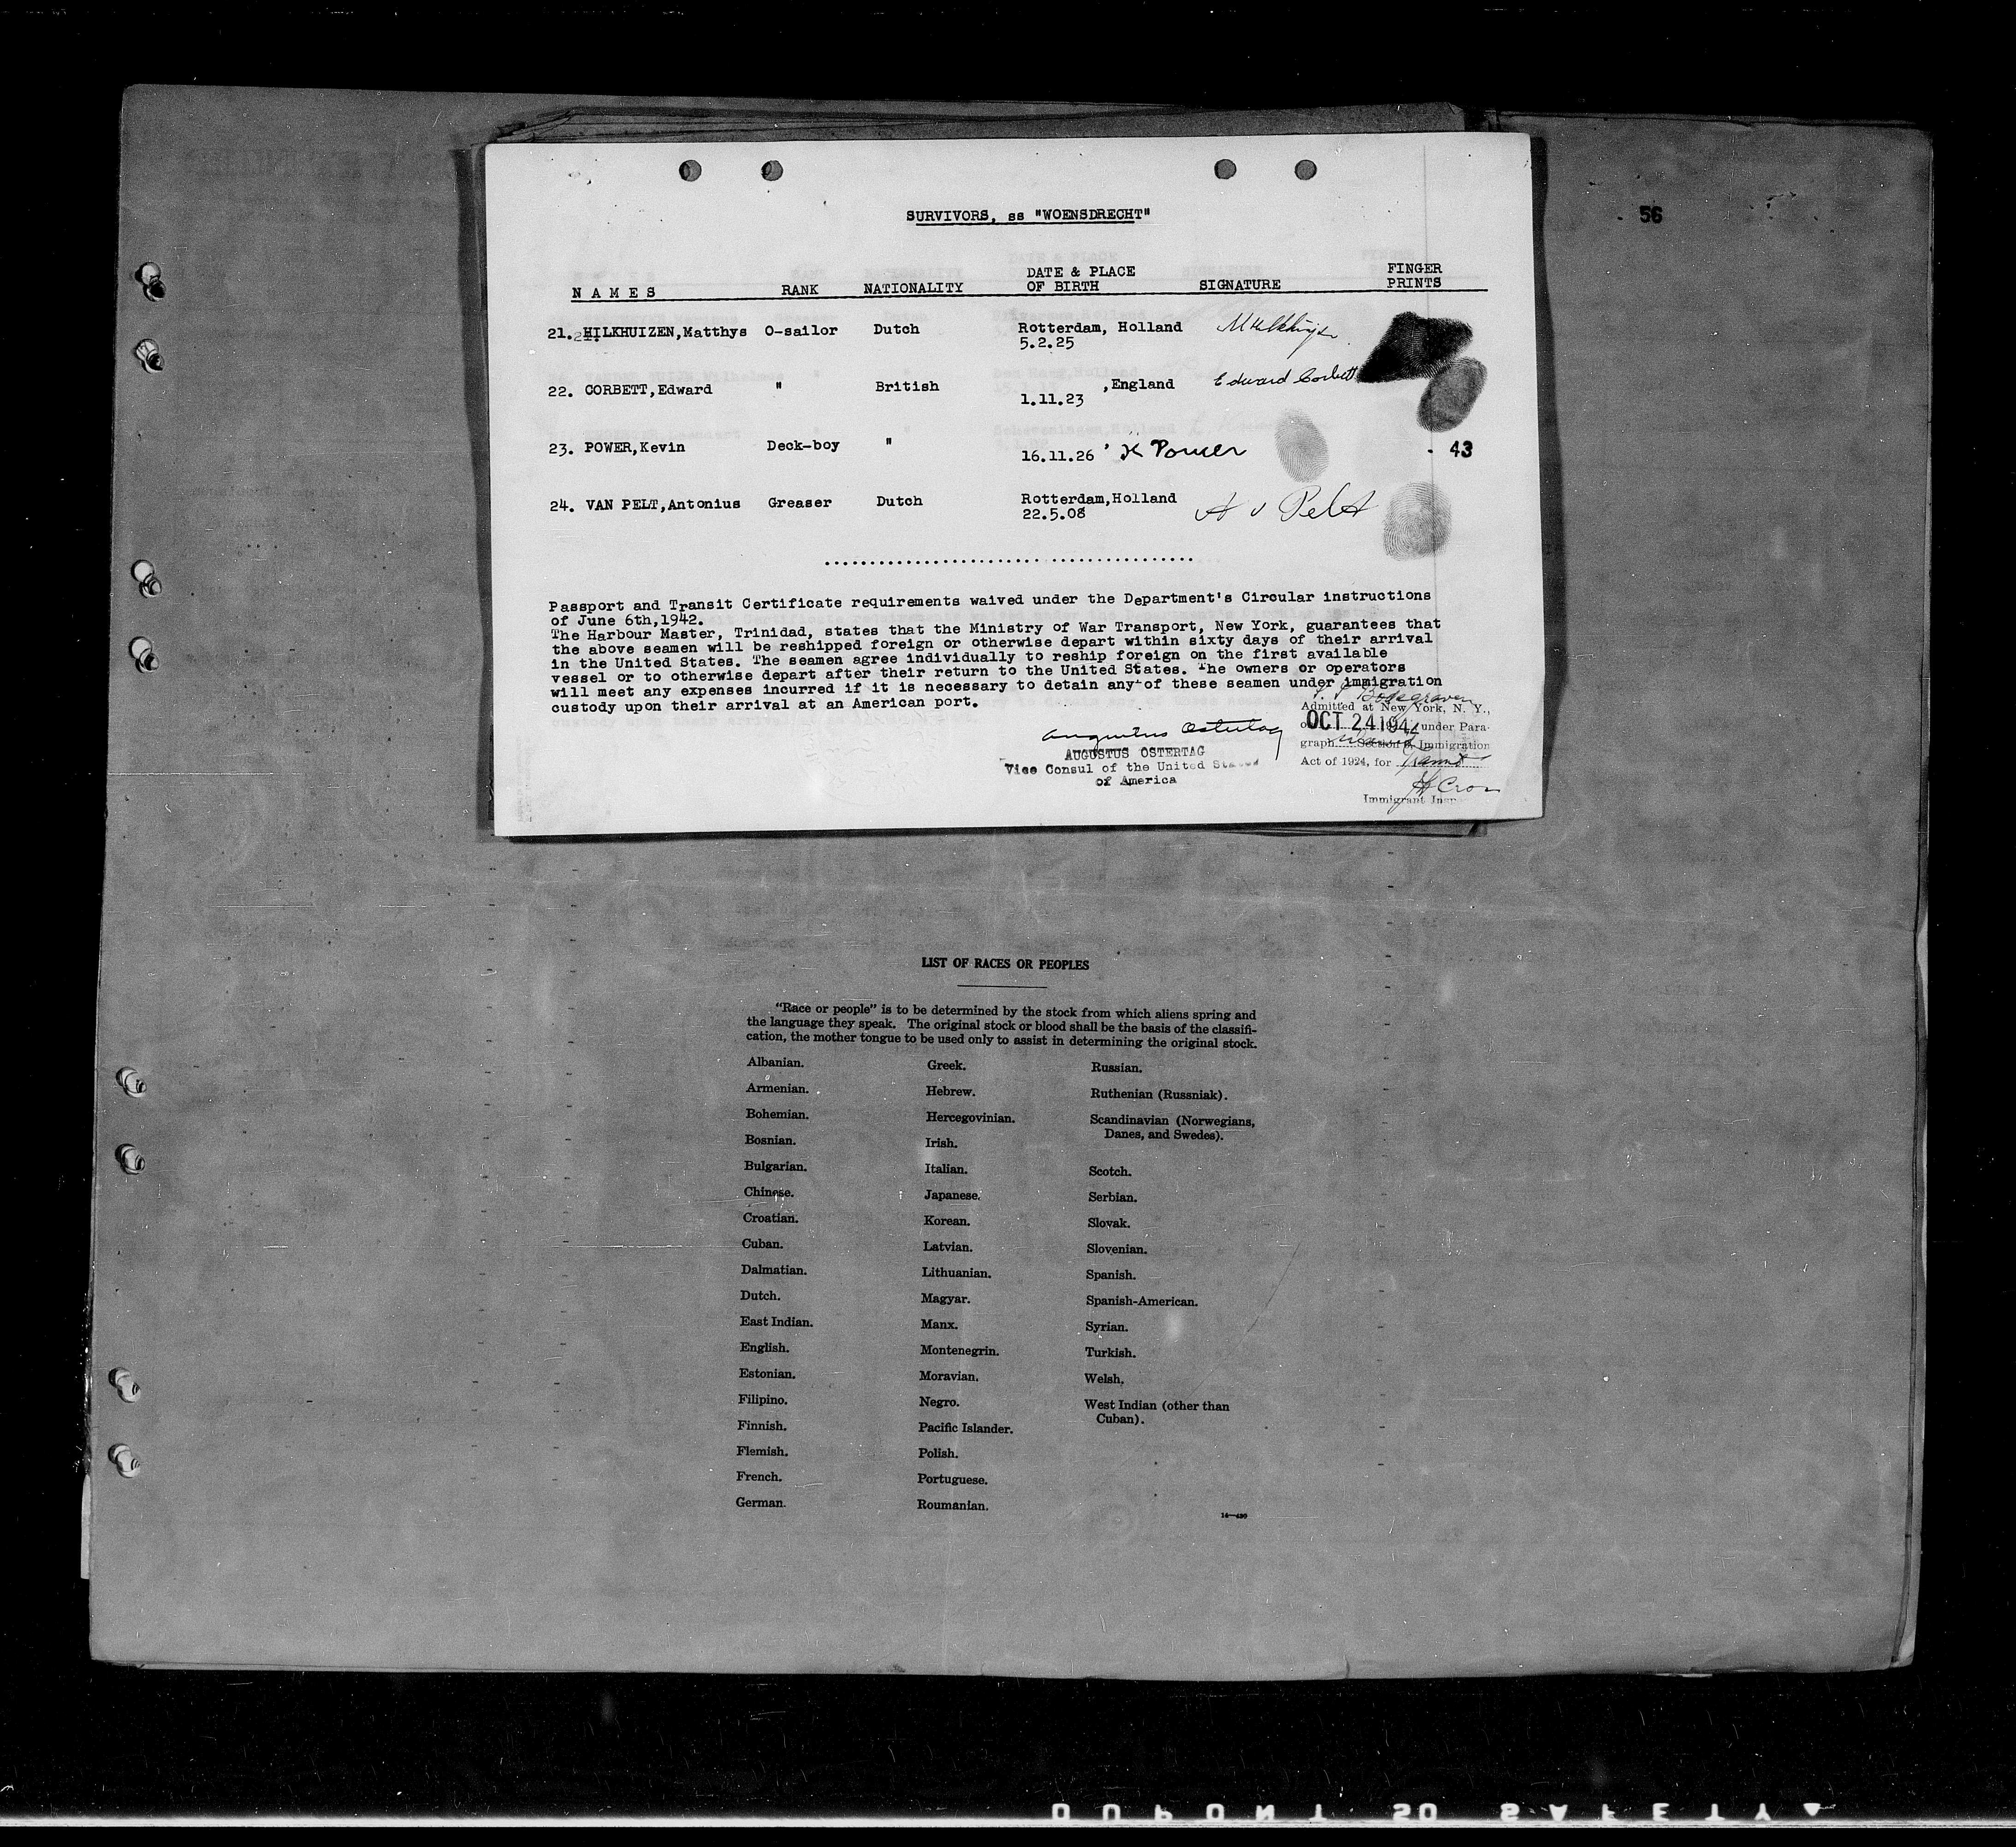 56
SURVIVORS, ss "WOENSDRECHT"
N A M E S RANK NATIONALITY DATE & PLACE OF BIRTH SIGNATURE FINGER PRINTS
21. HILKHUIZEN,Matthys O-sailor Dutch Rotterdam, Holland
5.2.25
22. CORBETT,Edward " British ,England Edward Corbett
1.11.23
23. POWER,Kevin Deck-boy " 16.11.26 K Power 43
24. VAN PELT,Antonius Greaser Dutch Rotterdam,Holland A v Pelt
22.5.08
Passport and Transit Certificate requirements waived under the Department's Circular instructions
of June 6th,1942.
The Harbour Master, Trinidad, states that the Ministry of War Transport, New York, guarantees that
the above seamen will be reshipped foreign or otherwise depart within sixty days of their arrival
in the United States. The seamen agree individually to reship foreign on the first available
vessel or to otherwise depart after their return to the United States. The owners or operators
will meet any expenses incurred if it is necessary to detain any of these seamen under immigration
custody upon their arrival at an American port.
Augustus Ostertag
AUGUSTUS OSTERTAG
Vice Consul of the United States
of America
Admitted at New York, N. Y.,
OCT 24 1942 under Para-
graph Section Immigration
Act of 1924, for
Immigrant Insp
LIST OF RACES OR PEOPLES
"Race or people" is to be determined by the stock from which aliens spring and
the language they speak. The original stock or blood shall be the basis of the classifi-
cation, the mother tongue to be used only to assist in determining the original stock.
Albanian.
Armenian.
Bohemian.
Bosnian.
Bulgarian.
Chinese.
Croatian.
Cuban.
Dalmatian.
Dutch.
East Indian.
English.
Estonian.
Filipino.
Finnish.
Flemish.
French.
German.
Greek.
Hebrew.
Hercegovinian.
Irish.
Italian.
Japanese.
Korean.
Latvian.
Lithuanian.
Magyar.
Manx.
Montenegrin.
Moravian.
Negro.
Pacific Islander.
Polish.
Portuguese.
Roumanian.
Russian.
Ruthenian (Russniak).
Scandinavian (Norwegians,
Danes, and Swedes).
Scotch.
Serbian.
Slovak.
Slovenian.
Spanish.
Spanish-American.
Syrian.
Turkish.
Welsh.
West Indian (other than
Cuban).
DUPONT 50 SAFETY